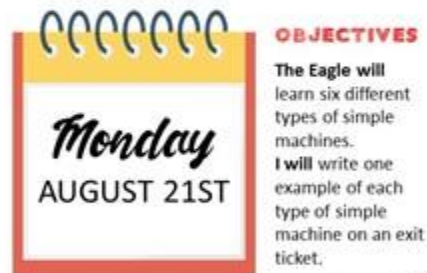 Monday
AUGUST 21ST
OBJECTIVES
The Eagle will
learn six different
types of simple
machines.
I will write one
example of each
type of simple
machine on an exit
ticket.